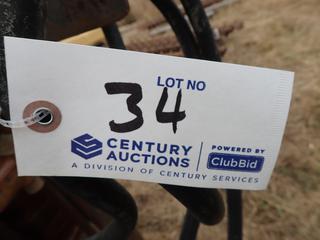 LOT NO
34
CENTURY AUCTIONS
POWERED BY
ClubBid
A DIVISION OF CENTURY SERVICES